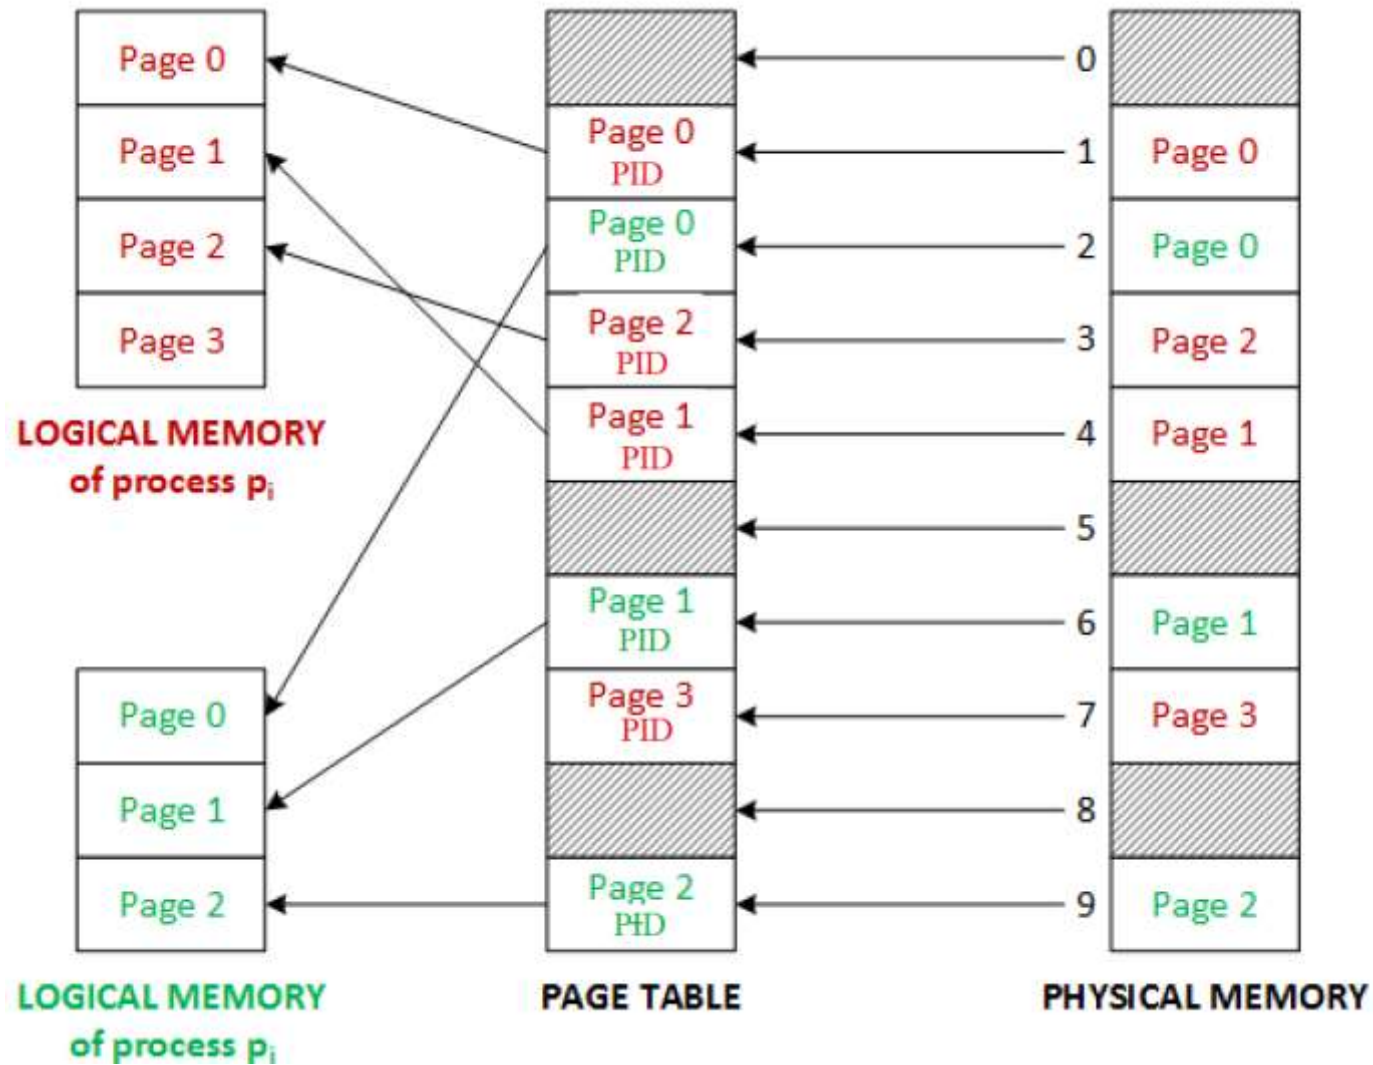 Page 0
Page 1
Page 2
Page 3
LOGICAL MEMORY
of process pi
Page 0
Page 1
Page 2
LOGICAL MEMORY
of process pj
Page 0
PID
Page 0
PID
Page 2
PID
Page 1
PID
Page 1
PID
Page 3
PID
Page 2
PID
PAGE TABLE
0
1
2
3
4
5
6
7
8
9
Page 0
Page 0
Page 2
Page 1
Page 1
Page 3
Page 2
PHYSICAL MEMORY